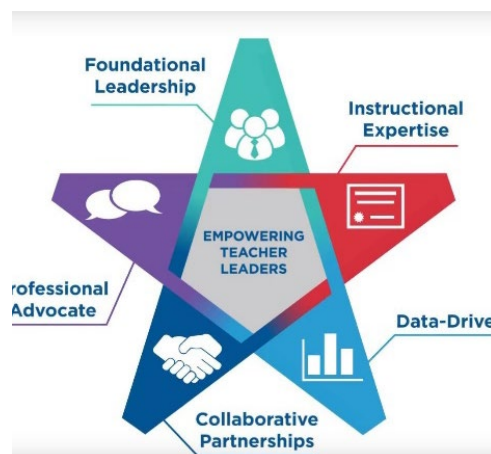 Foundational
Leadership
Instructional
Expertise
EMPOWERING
TEACHER
LEADERS
rofessional
Advocate
Data-Drive
Collaborative
Partnerships